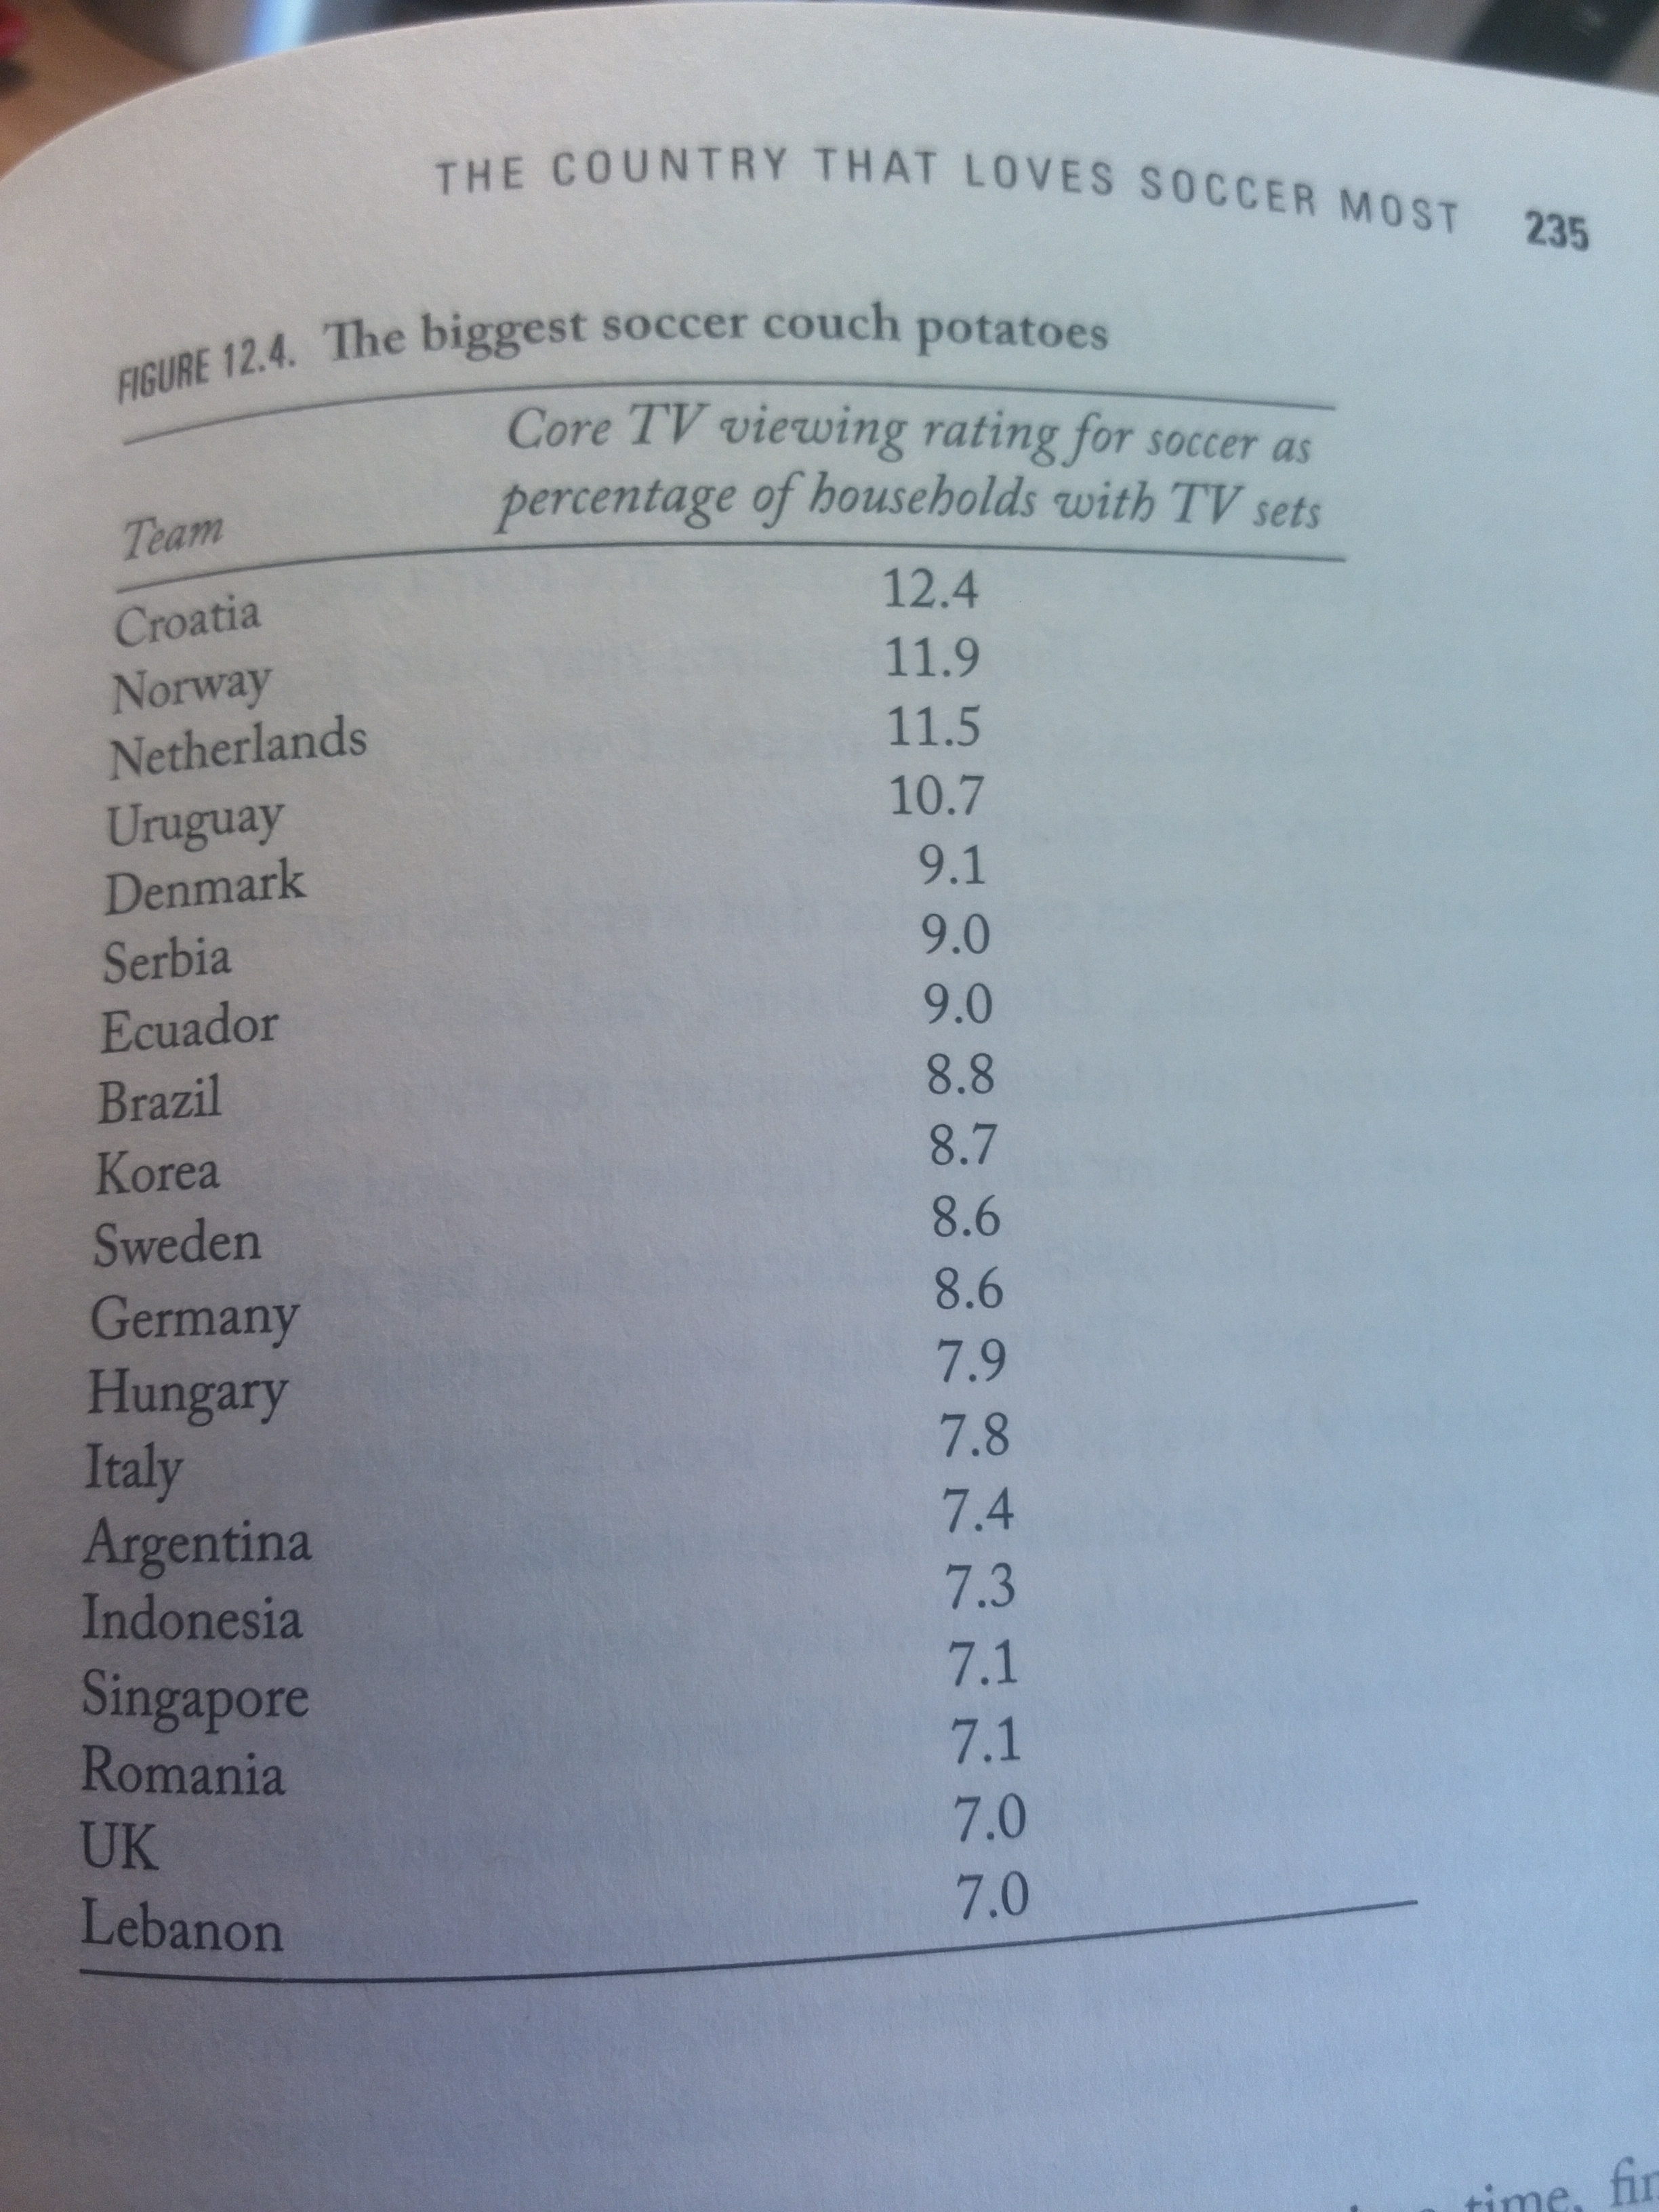 THE COUNTRY THAT LOVES SOCCER MOST 235
FIGURE 12.4. The biggest soccer couch potatoes
Core TV viewing rating for soccer as
Team percentage of households with TV sets
Croatia 12.4
Norway 11.9
Netherlands 11.5
Uruguay 10.7
Denmark 9.1
Serbia 9.0
Ecuador 9.0
Brazil 8.8
Korea 8.7
Sweden 8.6
Germany 8.6
Hungary 7.9
Italy 7.8
Argentina 7.4
Indonesia 7.3
Singapore 7.1
Romania 7.1
UK 7.0
Lebanon 7.0
time,